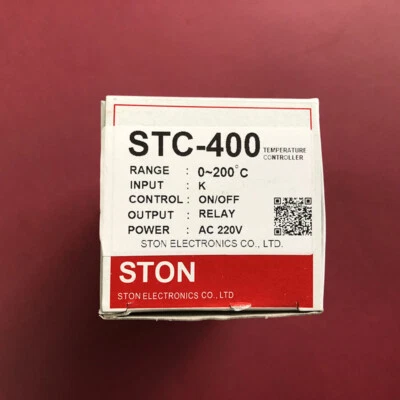 STC-400 TEMPERATURE CONTROLLER
RANGE : 0~200°C
INPUT : K
CONTROL : ON/OFF
OUTPUT : RELAY
POWER : AC 220V
STON ELECTRONICS CO., LTD.
STON
STON ELECTRONICS CO., LTD